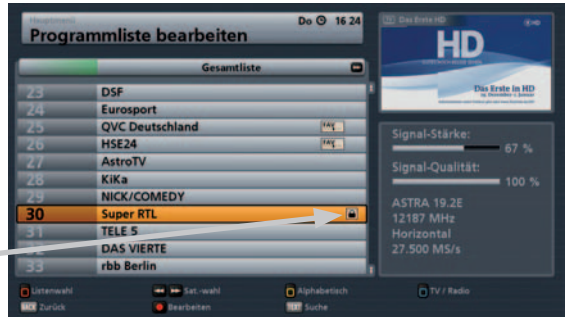 Hauptmenü
Programmliste bearbeiten
Do 16 24
Gesamtliste
23 DSF
24 Eurosport
25 QVC Deutschland
26 HSE24
27 AstroTV
28 KiKa
29 NICK/COMEDY
30 Super RTL
31 TELE 5
32 DAS VIERTE
33 rbb Berlin
Das Erste HD
HD
Das Erste in HD
Signal-Stärke:
67 %
Signal-Qualität:
100 %
ASTRA 19.2E
12187 MHz
Horizontal
27.500 MS/s
Listenwahl
Sat.-wahl
Alphabetisch
TV / Radio
BACK Zurück
Bearbeiten
TEXT Suche